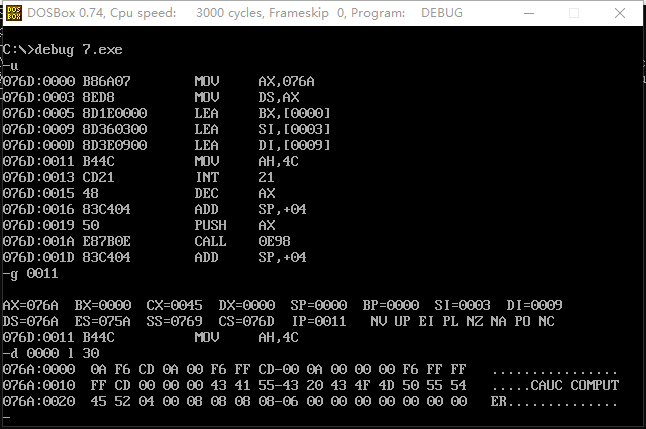 DOSBox 0.74, Cpu speed: 3000 cycles, Frameskip 0, Program: DEBUG
C:\>debug 7.exe
-u
076D:0000 B86A07 MOV AX,076A
076D:0003 8ED8 MOV DS,AX
076D:0005 8D1E0000 LEA BX,[0000]
076D:0009 8D360300 LEA SI,[0003]
076D:000D 8D3E0900 LEA DI,[0009]
076D:0011 B44C MOV AH,4C
076D:0013 CD21 INT 21
076D:0015 48 DEC AX
076D:0016 83C404 ADD SP,+04
076D:0019 50 PUSH AX
076D:001A E87B0E CALL 0E98
076D:001D 83C404 ADD SP,+04
-g 0011
AX=076A BX=0000 CX=0045 DX=0000 SP=0000 BP=0000 SI=0003 DI=0009
DS=076A ES=075A SS=0769 CS=076D IP=0011 NV UP EI PL NZ NA PO NC
076D:0011 B44C MOV AH,4C
-d 0000 l 30
076A:0000 0A F6 CD 0A 00 F6 FF CD-00 0A 00 00 00 F6 FF FF ................
076A:0010 FF CD 00 00 00 43 41 55-43 20 43 4F 4D 50 55 54 .....CAUC COMPUT
076A:0020 45 52 04 00 08 08 08 08-06 00 00 00 00 00 00 00 ER..............
-